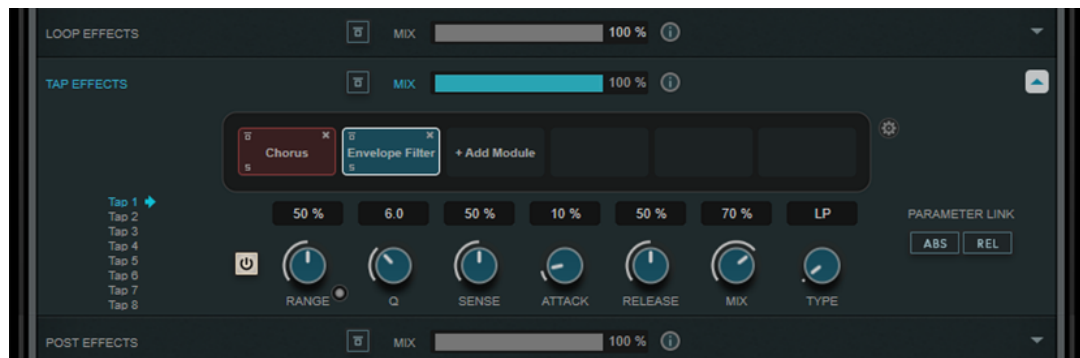 LOOP EFFECTS MIX 100 %
TAP EFFECTS MIX 100 %
Chorus Envelope Filter + Add Module
S S
Tap 1
Tap 2
Tap 3
Tap 4
Tap 5
Tap 6
Tap 7
Tap 8
50 % 6.0 50 % 10 % 50 % 70 % LP
RANGE Q SENSE ATTACK RELEASE MIX TYPE
PARAMETER LINK
ABS REL
POST EFFECTS MIX 100 %